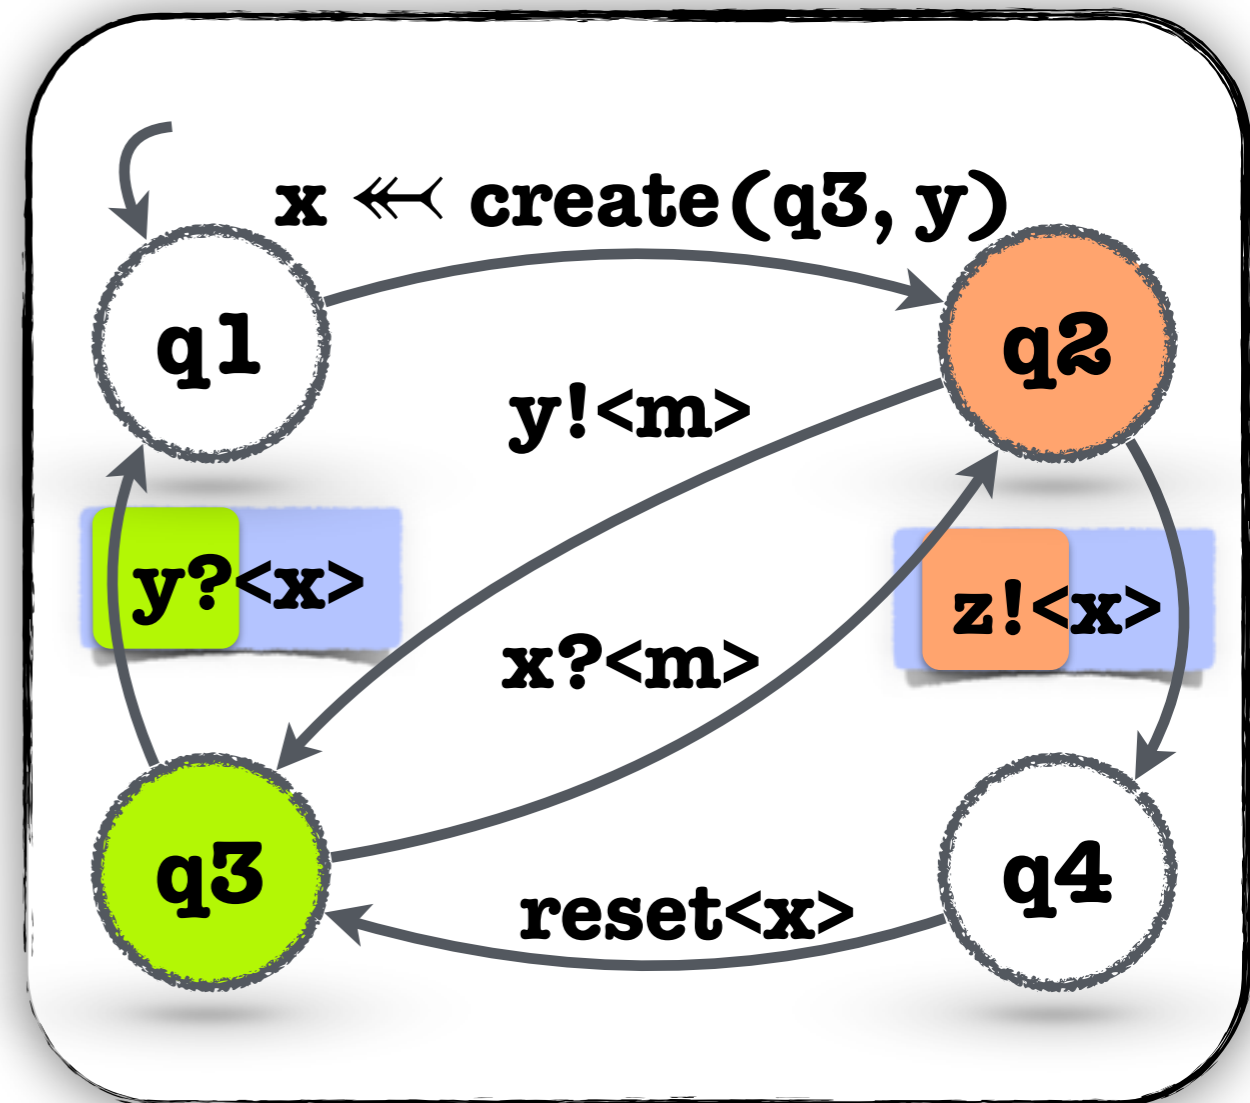 x ⤛ create(q3,y)
q1
q2
y!<m>
y?<x>
z!<x>
x?<m>
q3
q4
reset<x>